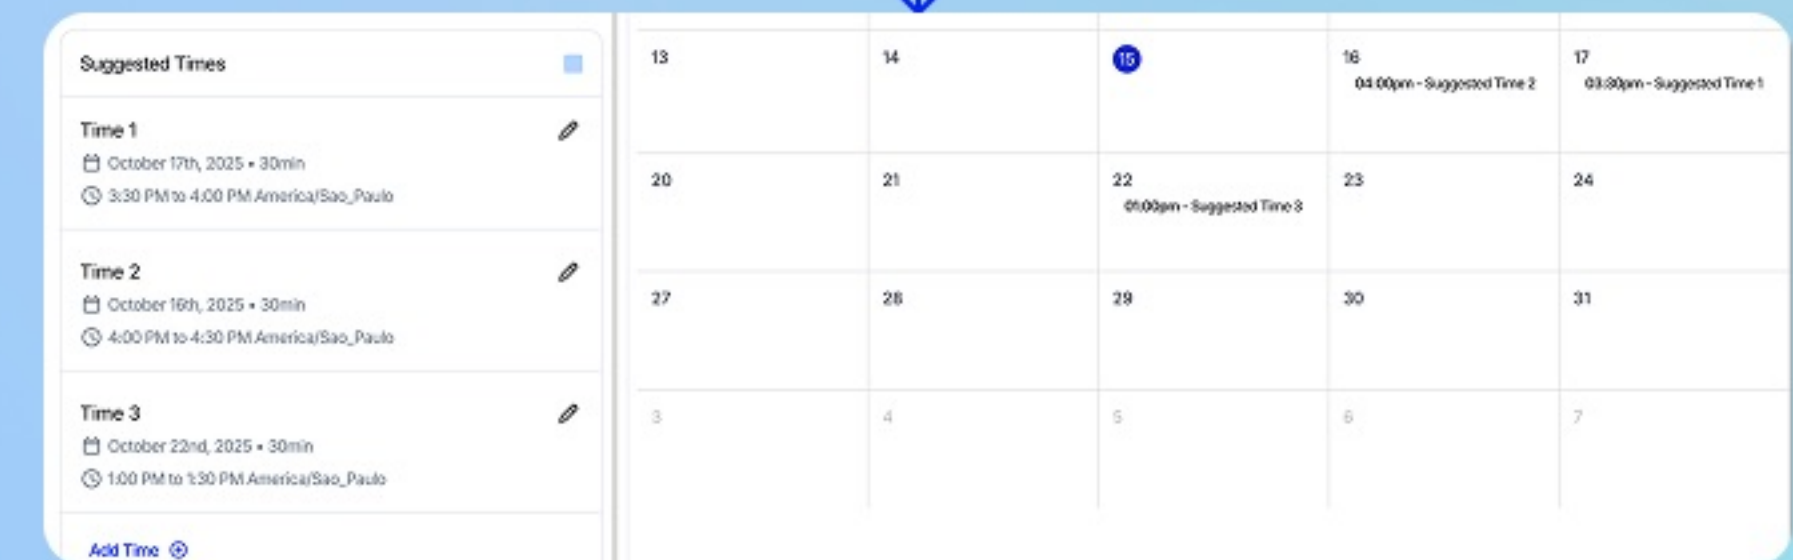 Suggested Times
Time 1
October 17th, 2025 • 30min
3:30 PM to 4:00 PM America/Sao_Paulo
Time 2
October 16th, 2025 • 30min
4:00 PM to 4:30 PM America/Sao_Paulo
Time 3
October 22nd, 2025 • 30min
1:00 PM to 1:30 PM America/Sao_Paulo
Add Time
13 14 15 16 17
04:00pm - Suggested Time 2 03:30pm - Suggested Time 1
20 21 22 23 24
01:00pm - Suggested Time 3
27 28 29 30 31
3 4 5 6 7